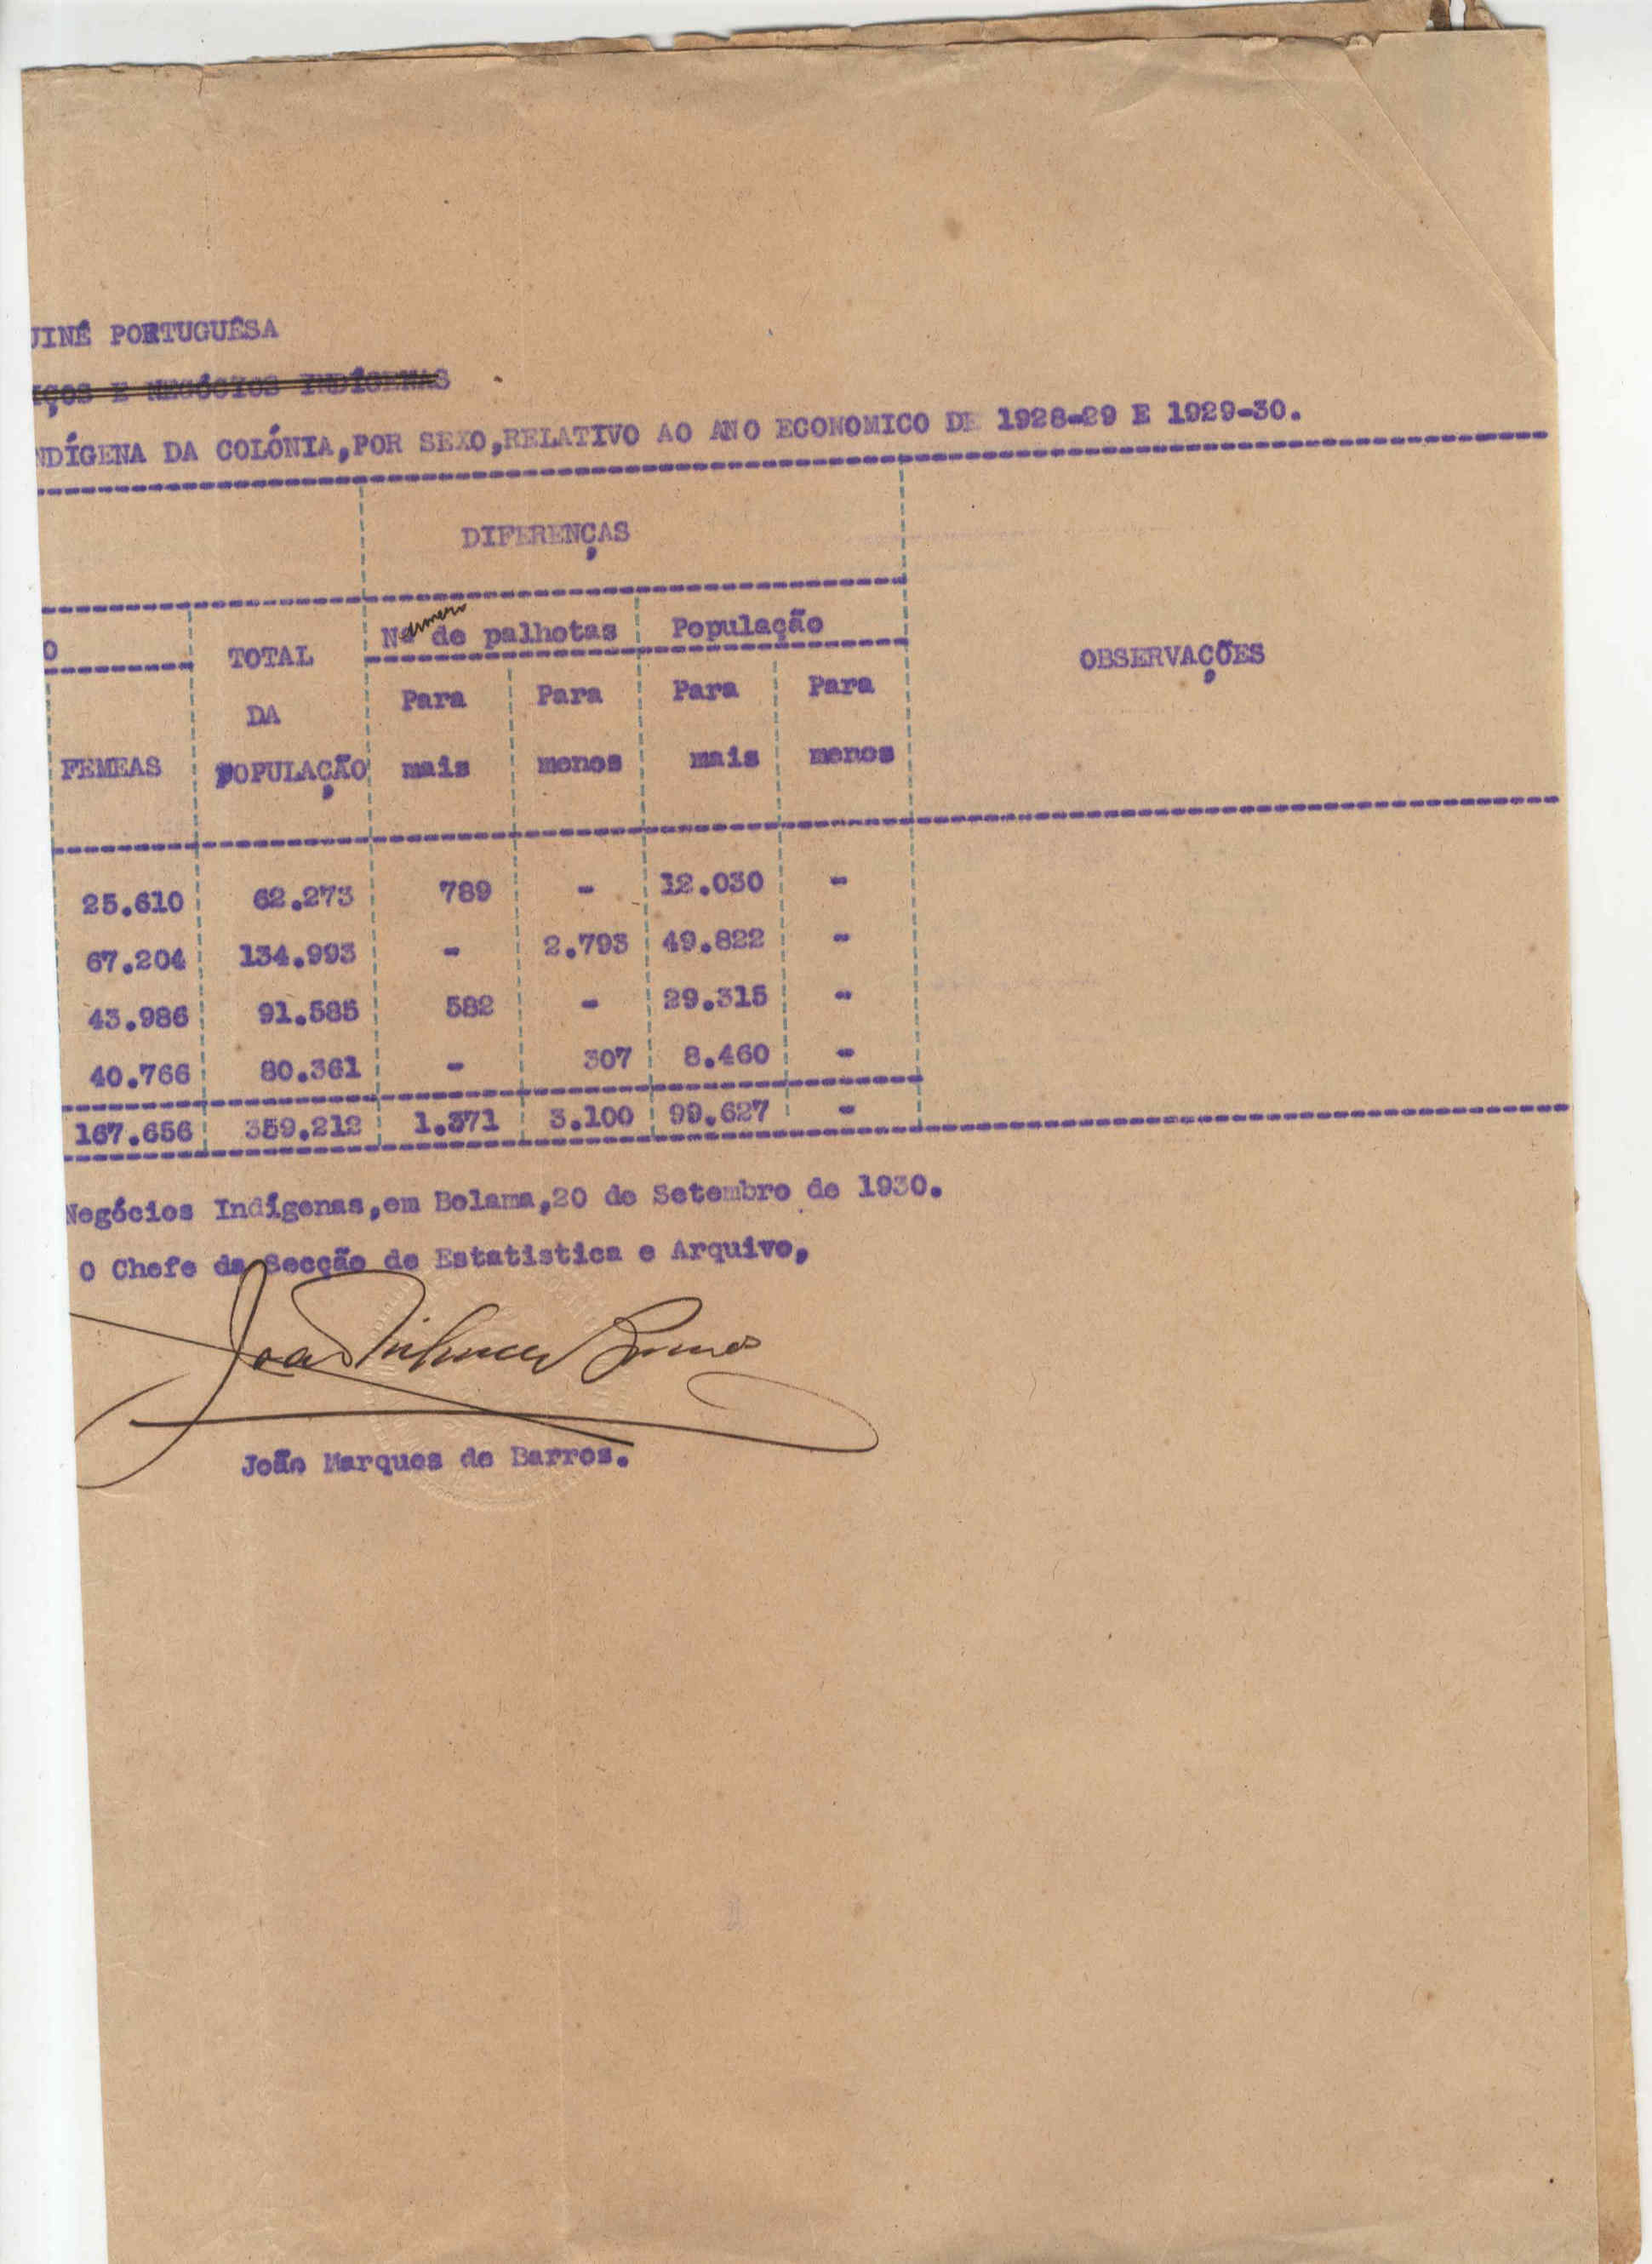 UINÉ PORTUGUÊSA
IÇOS E NEGÓCIOS INDÍGENAS
NDÍGENA DA COLÓNIA,POR SEXO,RELATIVO AO ANO ECONOMICO DE 1928-29 E 1929-30.
DIFERENÇAS
Número de palhotas População
O TOTAL OBSERVAÇÕES
Para Para Para Para
DA
FEMEAS POPULAÇÃO mais menos mais menos
25.610 62.273 789 - 12.030 -
67.204 134.993 - 2.793 49.822 -
43.986 91.585 582 - 29.315 -
40.766 80.361 - 307 8.460 -
167.656 359.212 1.371 3.100 99.627 -
Negócios Indígenas,em Bolama,20 de Setembro de 1930.
O Chefe da Secção de Estatistica e Arquivo,
João Marques de Barros.